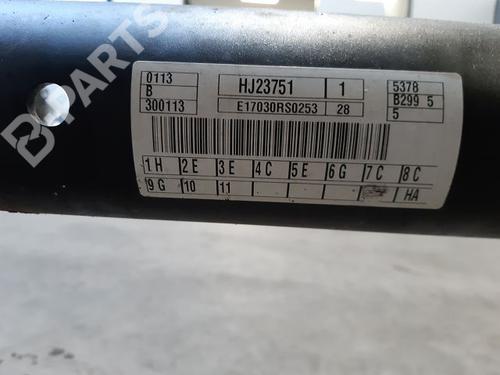 B-PARTS
0113 HJ23751 1 5378
B B299 5
300113 E17030RS0253 28 5
1 H 2 E 3 E 4 C 5 E 6 G 7 C 8 C
9 G 10 11 HA